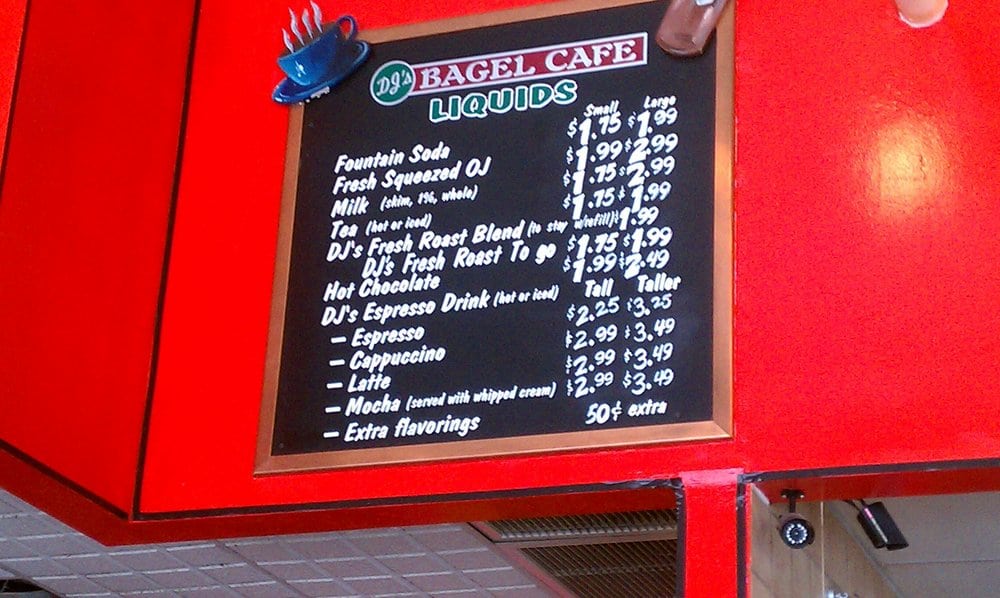 DJ's BAGEL CAFE
LIQUIDS
Small Large
Fountain Soda $1.75 $1.99
Fresh Squeezed OJ $1.99 $2.99
Milk (skim, 1%, whole) $1.75 $2.99
Tea (hot or iced) $1.75 $1.99
DJ's Fresh Roast Blend (to stay w/refill) $1.99
DJ's Fresh Roast To go $1.75 $1.99
Hot Chocolate $1.99 $2.49
DJ's Espresso Drink (hot or iced) Tall Taller
– Espresso $2.25 $3.25
– Cappuccino $2.99 $3.49
– Latte $2.99 $3.49
– Mocha (served with whipped cream) $2.99 $3.49
– Extra flavorings 50¢ extra